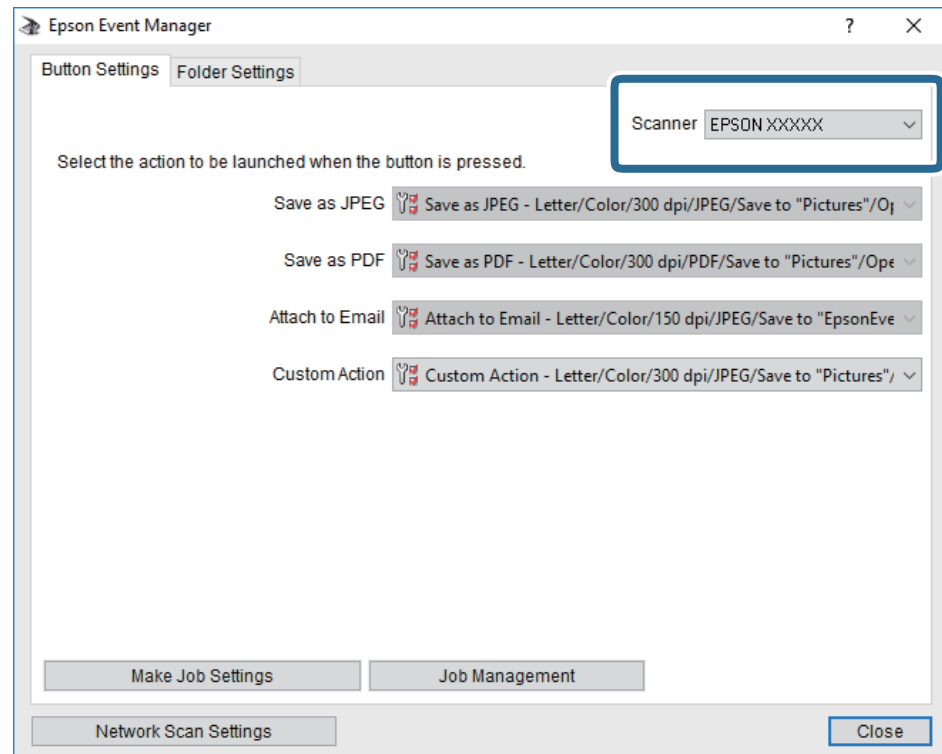 Epson Event Manager
?
Button Settings Folder Settings
Scanner EPSON XXXXX
Select the action to be launched when the button is pressed.
Save as JPEG Save as JPEG - Letter/Color/300 dpi/JPEG/Save to "Pictures"/Op
Save as PDF Save as PDF - Letter/Color/300 dpi/PDF/Save to "Pictures"/Ope
Attach to Email Attach to Email - Letter/Color/150 dpi/JPEG/Save to "EpsonEve
Custom Action Custom Action - Letter/Color/300 dpi/JPEG/Save to "Pictures"/
Make Job Settings Job Management
Network Scan Settings Close